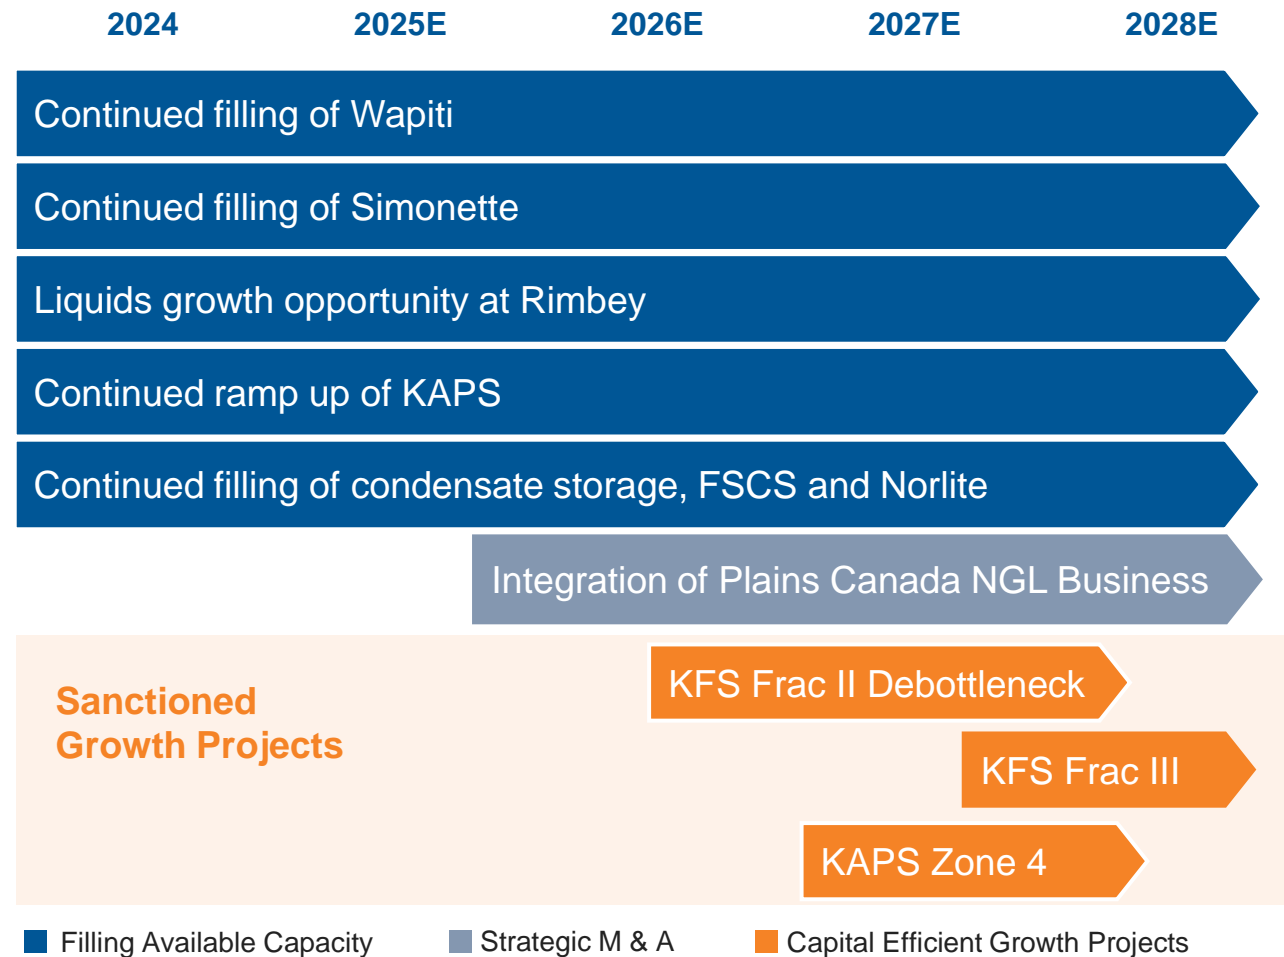 2024 2025E 2026E 2027E 2028E
Continued filling of Wapiti
Continued filling of Simonette
Liquids growth opportunity at Rimbey
Continued ramp up of KAPS
Continued filling of condensate storage, FSCS and Norlite
Integration of Plains Canada NGL Business
Sanctioned
Growth Projects
KFS Frac II Debottleneck
KFS Frac III
KAPS Zone 4
Filling Available Capacity Strategic M & A Capital Efficient Growth Projects